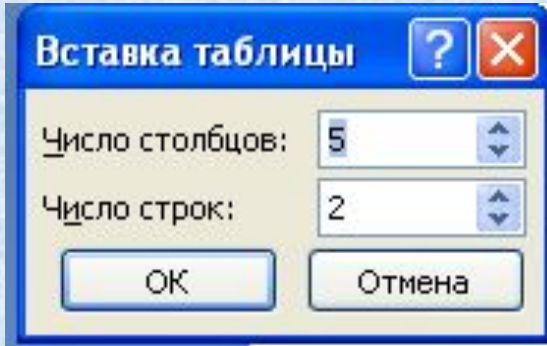 Вставка таблицы ?
Число столбцов: 5
Число строк: 2
ОК Отмена